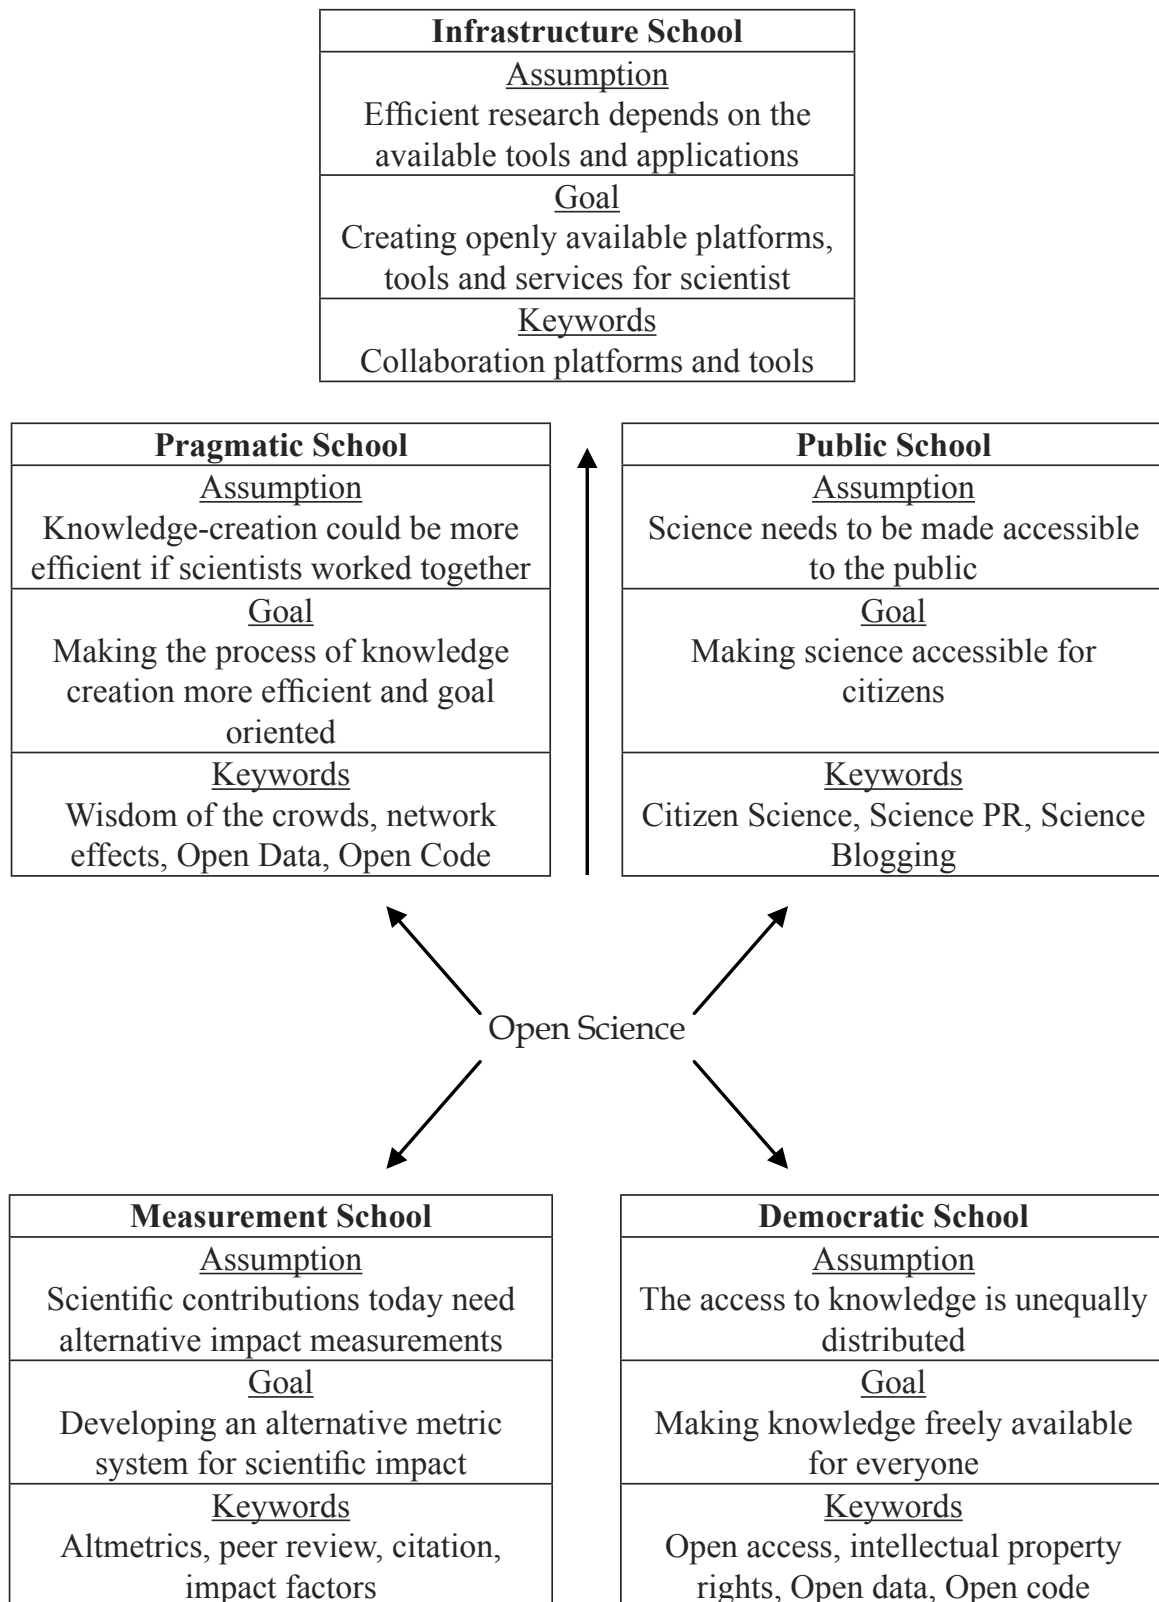 Infrastructure School
Assumption
Efficient research depends on the
available tools and applications
Goal
Creating openly available platforms,
tools and services for scientist
Keywords
Collaboration platforms and tools
Pragmatic School
Assumption
Knowledge-creation could be more
efficient if scientists worked together
Goal
Making the process of knowledge
creation more efficient and goal
oriented
Keywords
Wisdom of the crowds, network
effects, Open Data, Open Code
Public School
Assumption
Science needs to be made accessible
to the public
Goal
Making science accessible for
citizens
Keywords
Citizen Science, Science PR, Science
Blogging
Open Science
Measurement School
Assumption
Scientific contributions today need
alternative impact measurements
Goal
Developing an alternative metric
system for scientific impact
Keywords
Altmetrics, peer review, citation,
impact factors
Democratic School
Assumption
The access to knowledge is unequally
distributed
Goal
Making knowledge freely available
for everyone
Keywords
Open access, intellectual property
rights, Open data, Open code